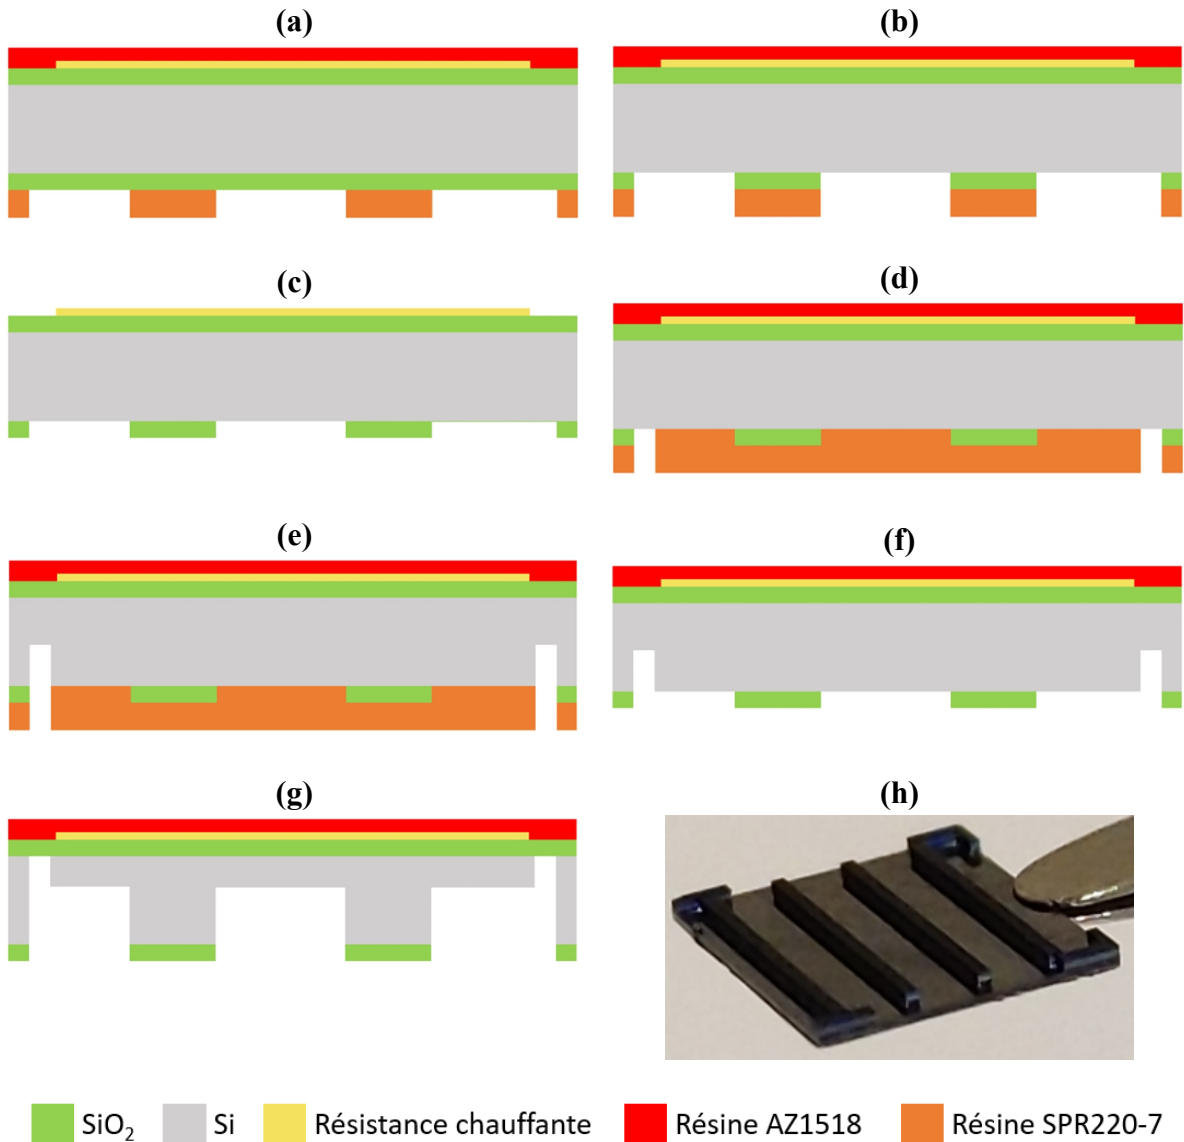 (a)
(b)
(c)
(d)
(e)
(f)
(g)
(h)
SiO₂
Si
Résistance chauffante
Résine AZ1518
Résine SPR220-7